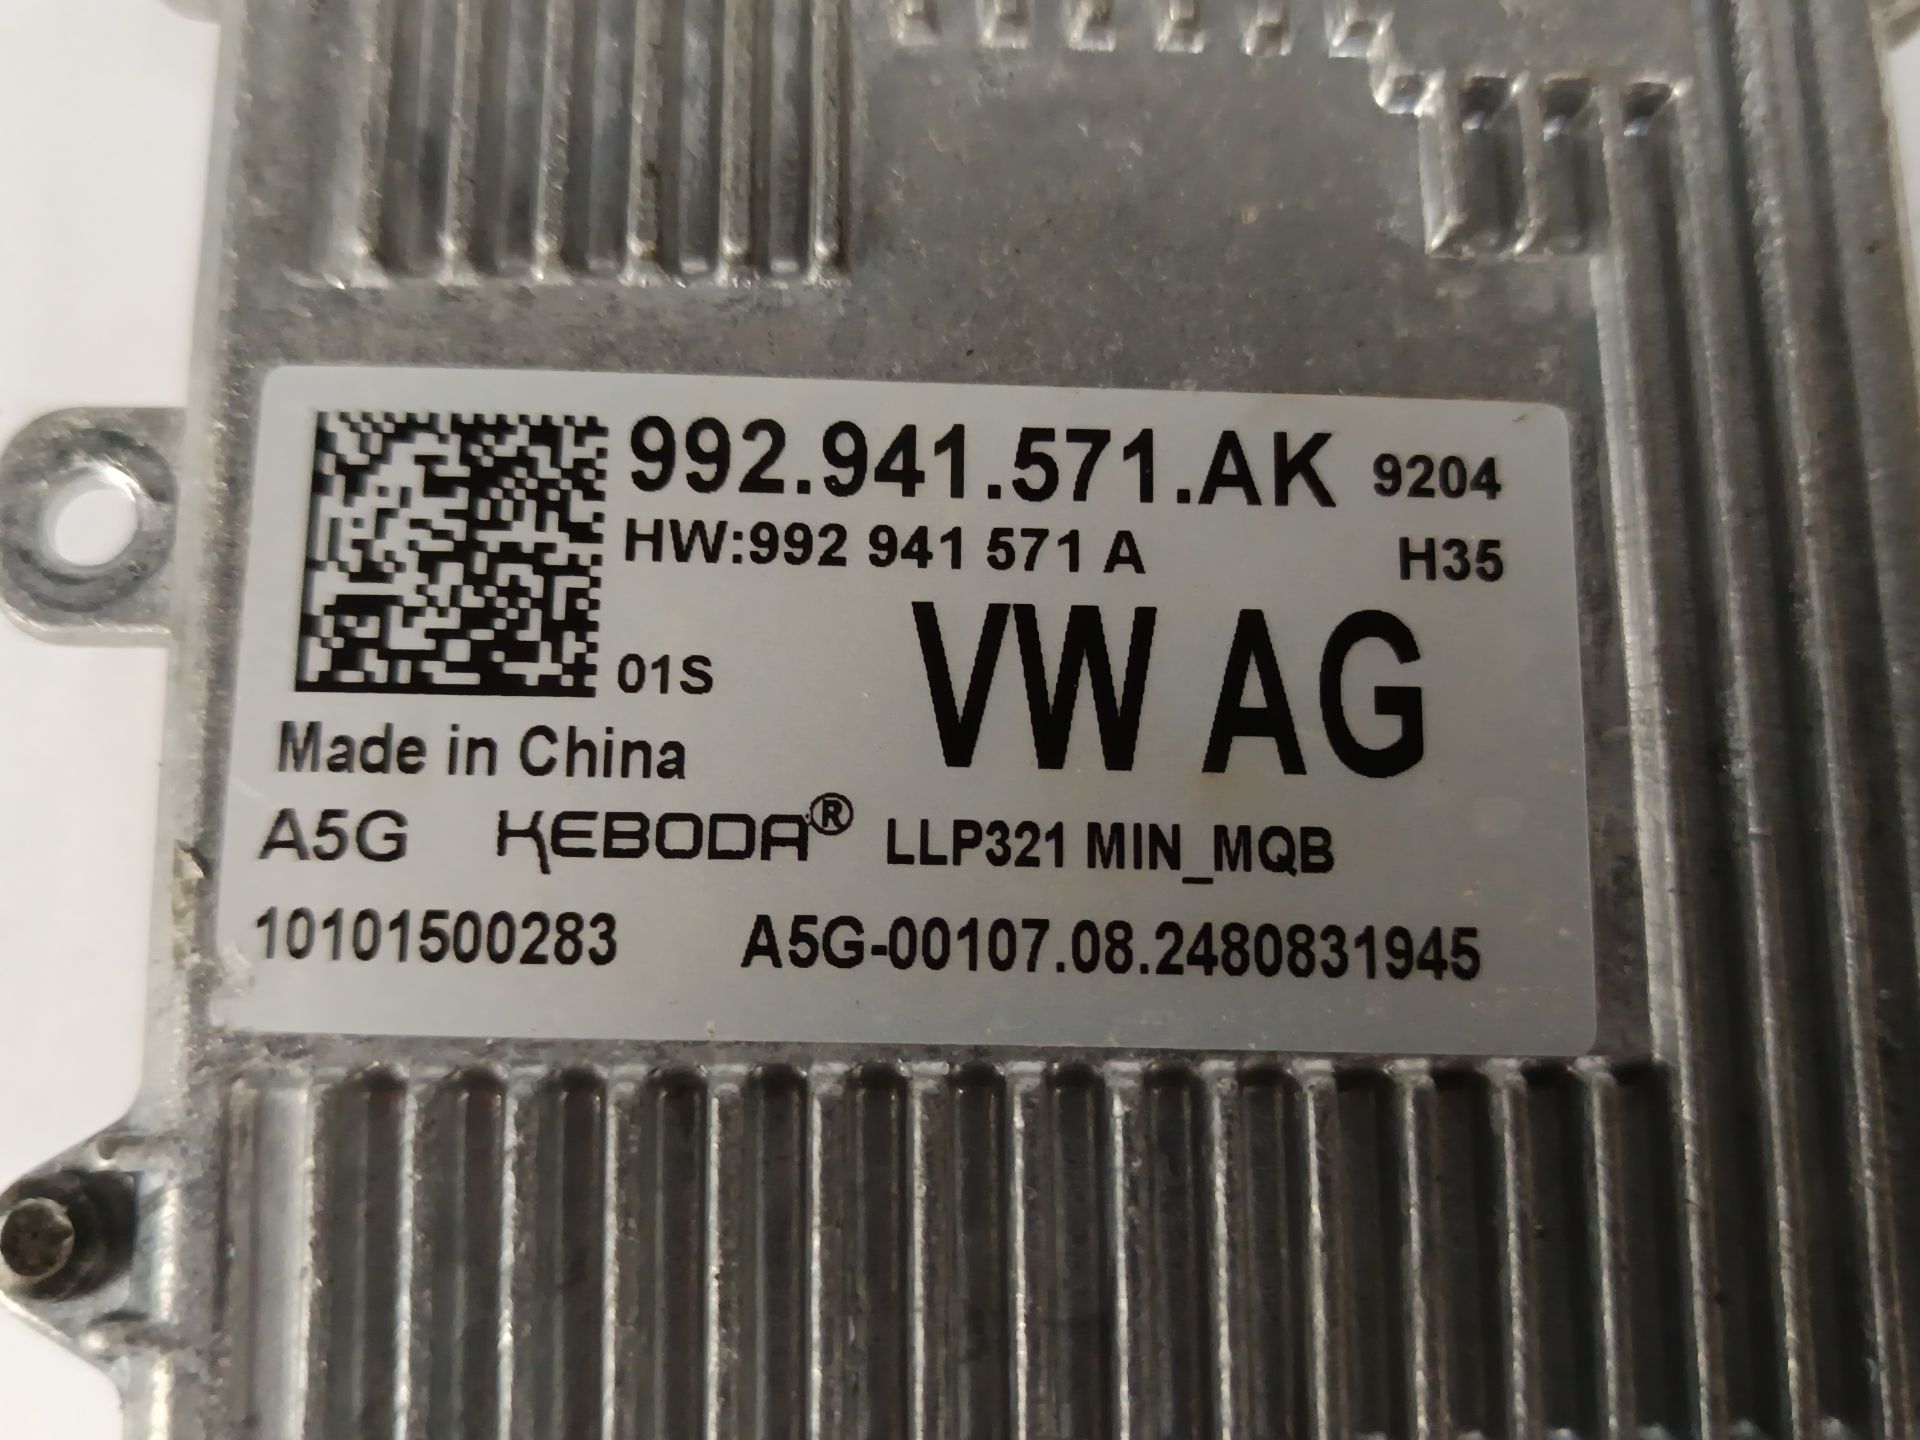 992.941.571.AK 9204
HW:992 941 571 A H35
01S
VW AG
Made in China
A5G KEBODA® LLP321 MIN_MQB
10101500283 A5G-00107.08.2480831945